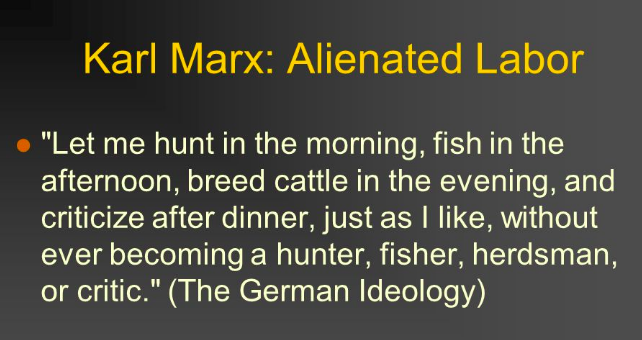 Karl Marx: Alienated Labor
"Let me hunt in the morning, fish in the
afternoon, breed cattle in the evening, and
criticize after dinner, just as I like, without
ever becoming a hunter, fisher, herdsman,
or critic." (The German Ideology)